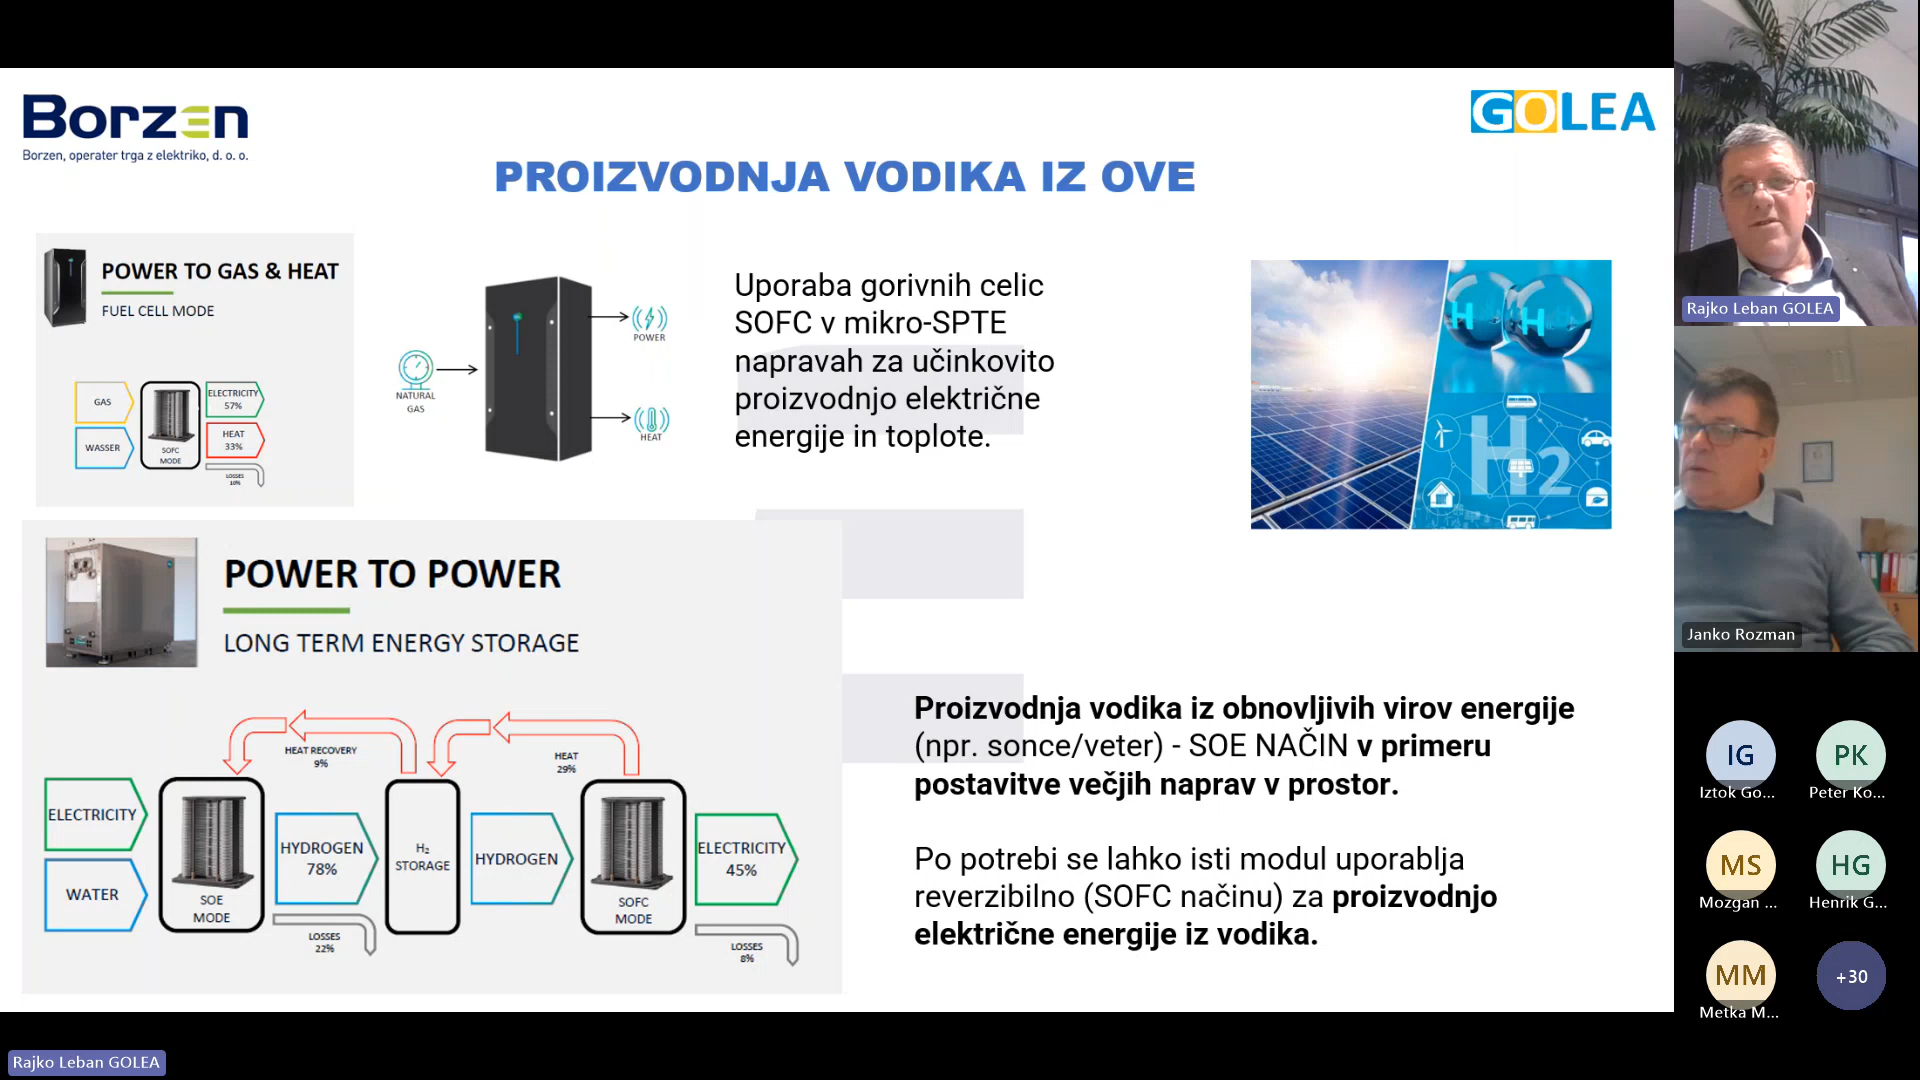 Borzen
Borzen, operater trga z elektriko, d. o. o.
GOLEA
PROIZVODNJA VODIKA IZ OVE
POWER TO GAS & HEAT
FUEL CELL MODE
GAS
WASSER
SOFC
MODE
ELECTRICITY
57%
HEAT
33%
LOSSES
10%
NATURAL
GAS
POWER
HEAT
Uporaba gorivnih celic
SOFC v mikro-SPTE
napravah za učinkovito
proizvodnjo električne
energije in toplote.
H
H
H2
POWER TO POWER
LONG TERM ENERGY STORAGE
HEAT RECOVERY
9%
HEAT
29%
ELECTRICITY
WATER
SOE
MODE
HYDROGEN
78%
LOSSES
22%
H₂
STORAGE
HYDROGEN
SOFC
MODE
ELECTRICITY
45%
LOSSES
8%
Proizvodnja vodika iz obnovljivih virov energije
(npr. sonce/veter) - SOE NAČIN v primeru
postavitve večjih naprav v prostor.
Po potrebi se lahko isti modul uporablja
reverzibilno (SOFC načinu) za proizvodnjo
električne energije iz vodika.
Rajko Leban GOLEA
Janko Rozman
IG
Iztok Go...
PK
Peter Ko...
MS
Mozgan ...
HG
Henrik G...
MM
Metka M...
+30
Rajko Leban GOLEA